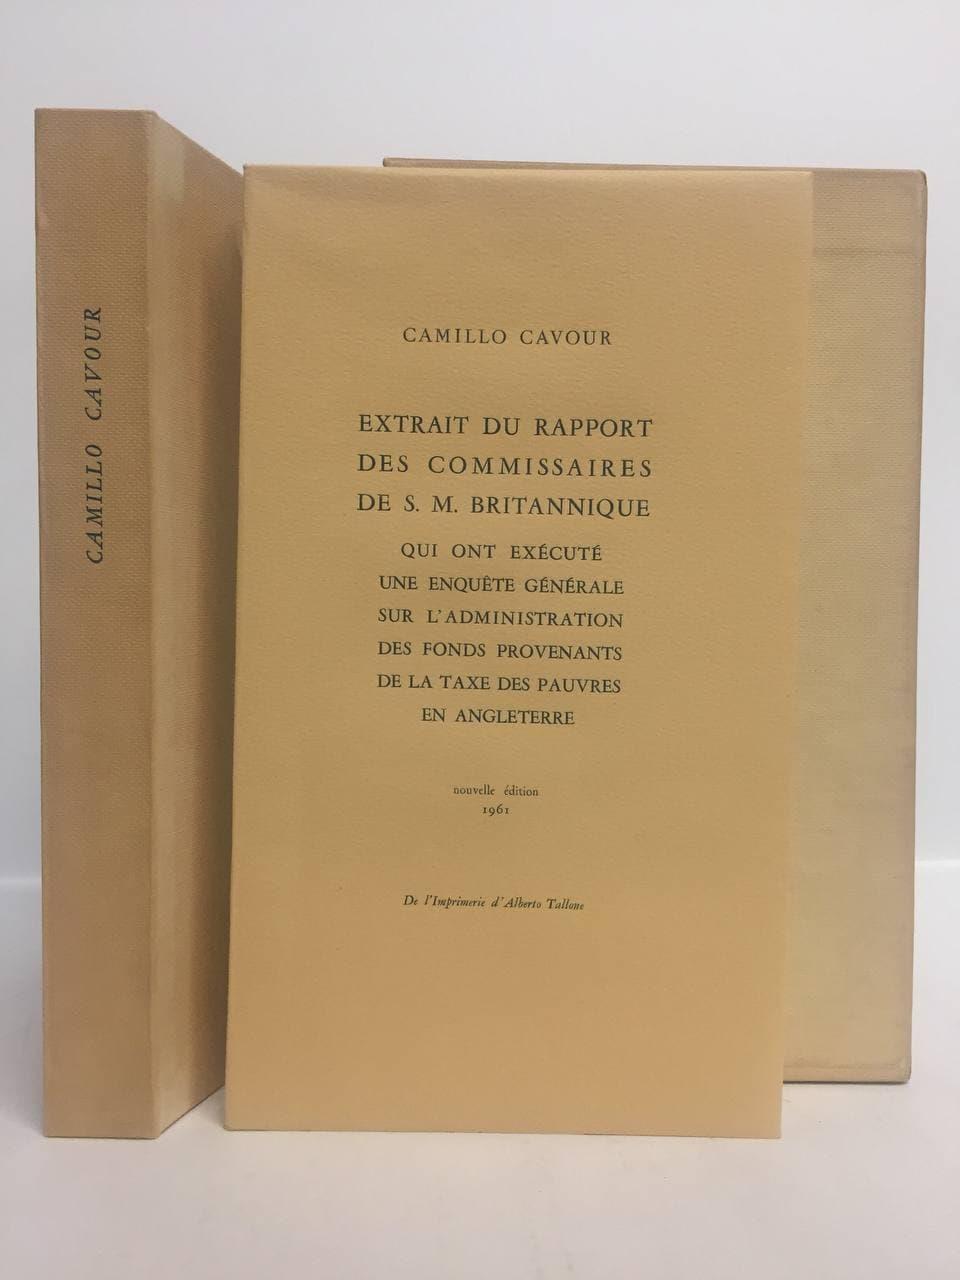 CAMILLO CAVOUR
CAMILLO CAVOUR
EXTRAIT DU RAPPORT
DES COMMISSAIRES
DE S. M. BRITANNIQUE
QUI ONT EXÉCUTÉ
UNE ENQUÊTE GÉNÉRALE
SUR L'ADMINISTRATION
DES FONDS PROVENANTS
DE LA TAXE DES PAUVRES
EN ANGLETERRE
nouvelle édition
1961
De l'Imprimerie d'Alberto Tallone